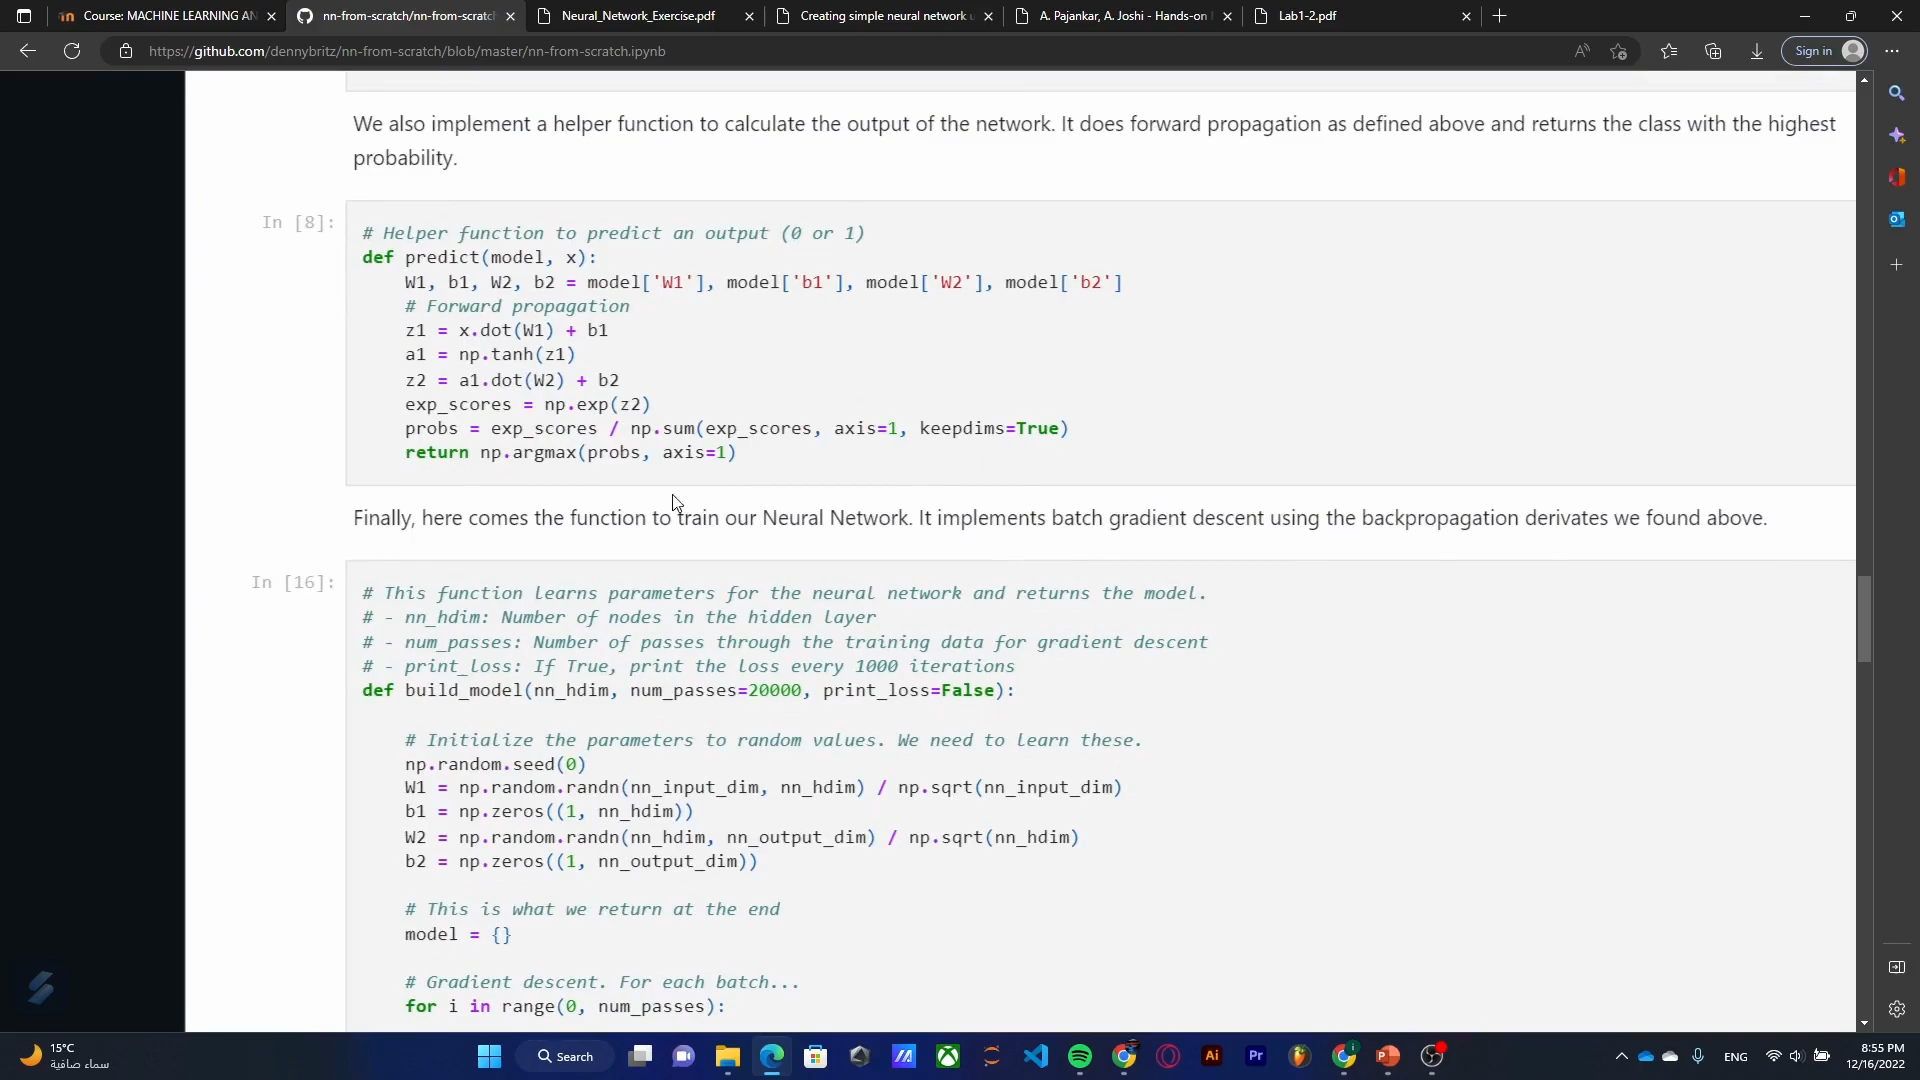 Course: MACHINE LEARNING AN
nn-from-scratch/nn-from-scratch
Neural_Network_Exercise.pdf
Creating simple neural network u
A. Pajankar, A. Joshi - Hands-on
Lab1-2.pdf
https://github.com/dennybritz/nn-from-scratch/blob/master/nn-from-scratch.ipynb
Sign in
We also implement a helper function to calculate the output of the network. It does forward propagation as defined above and returns the class with the highest
probability.
In [8]:
# Helper function to predict an output (0 or 1)
def predict(model, x):
    W1, b1, W2, b2 = model['W1'], model['b1'], model['W2'], model['b2']
    # Forward propagation
    z1 = x.dot(W1) + b1
    a1 = np.tanh(z1)
    z2 = a1.dot(W2) + b2
    exp_scores = np.exp(z2)
    probs = exp_scores / np.sum(exp_scores, axis=1, keepdims=True)
    return np.argmax(probs, axis=1)
Finally, here comes the function to train our Neural Network. It implements batch gradient descent using the backpropagation derivates we found above.
In [16]:
# This function learns parameters for the neural network and returns the model.
# - nn_hdim: Number of nodes in the hidden layer
# - num_passes: Number of passes through the training data for gradient descent
# - print_loss: If True, print the loss every 1000 iterations
def build_model(nn_hdim, num_passes=20000, print_loss=False):
    # Initialize the parameters to random values. We need to learn these.
    np.random.seed(0)
    W1 = np.random.randn(nn_input_dim, nn_hdim) / np.sqrt(nn_input_dim)
    b1 = np.zeros((1, nn_hdim))
    W2 = np.random.randn(nn_hdim, nn_output_dim) / np.sqrt(nn_hdim)
    b2 = np.zeros((1, nn_output_dim))
    # This is what we return at the end
    model = {}
    # Gradient descent. For each batch...
    for i in range(0, num_passes):
15°C
سماء صافية
Search
Ai
Pr
ENG
8:55 PM
12/16/2022